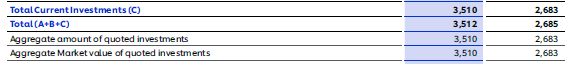 Total Current Investments (C) 3,510 2,683
Total (A+B+C) 3,512 2,685
Aggregate amount of quoted investments 3,510 2,683
Aggregate Market value of quoted investments 3,510 2,683